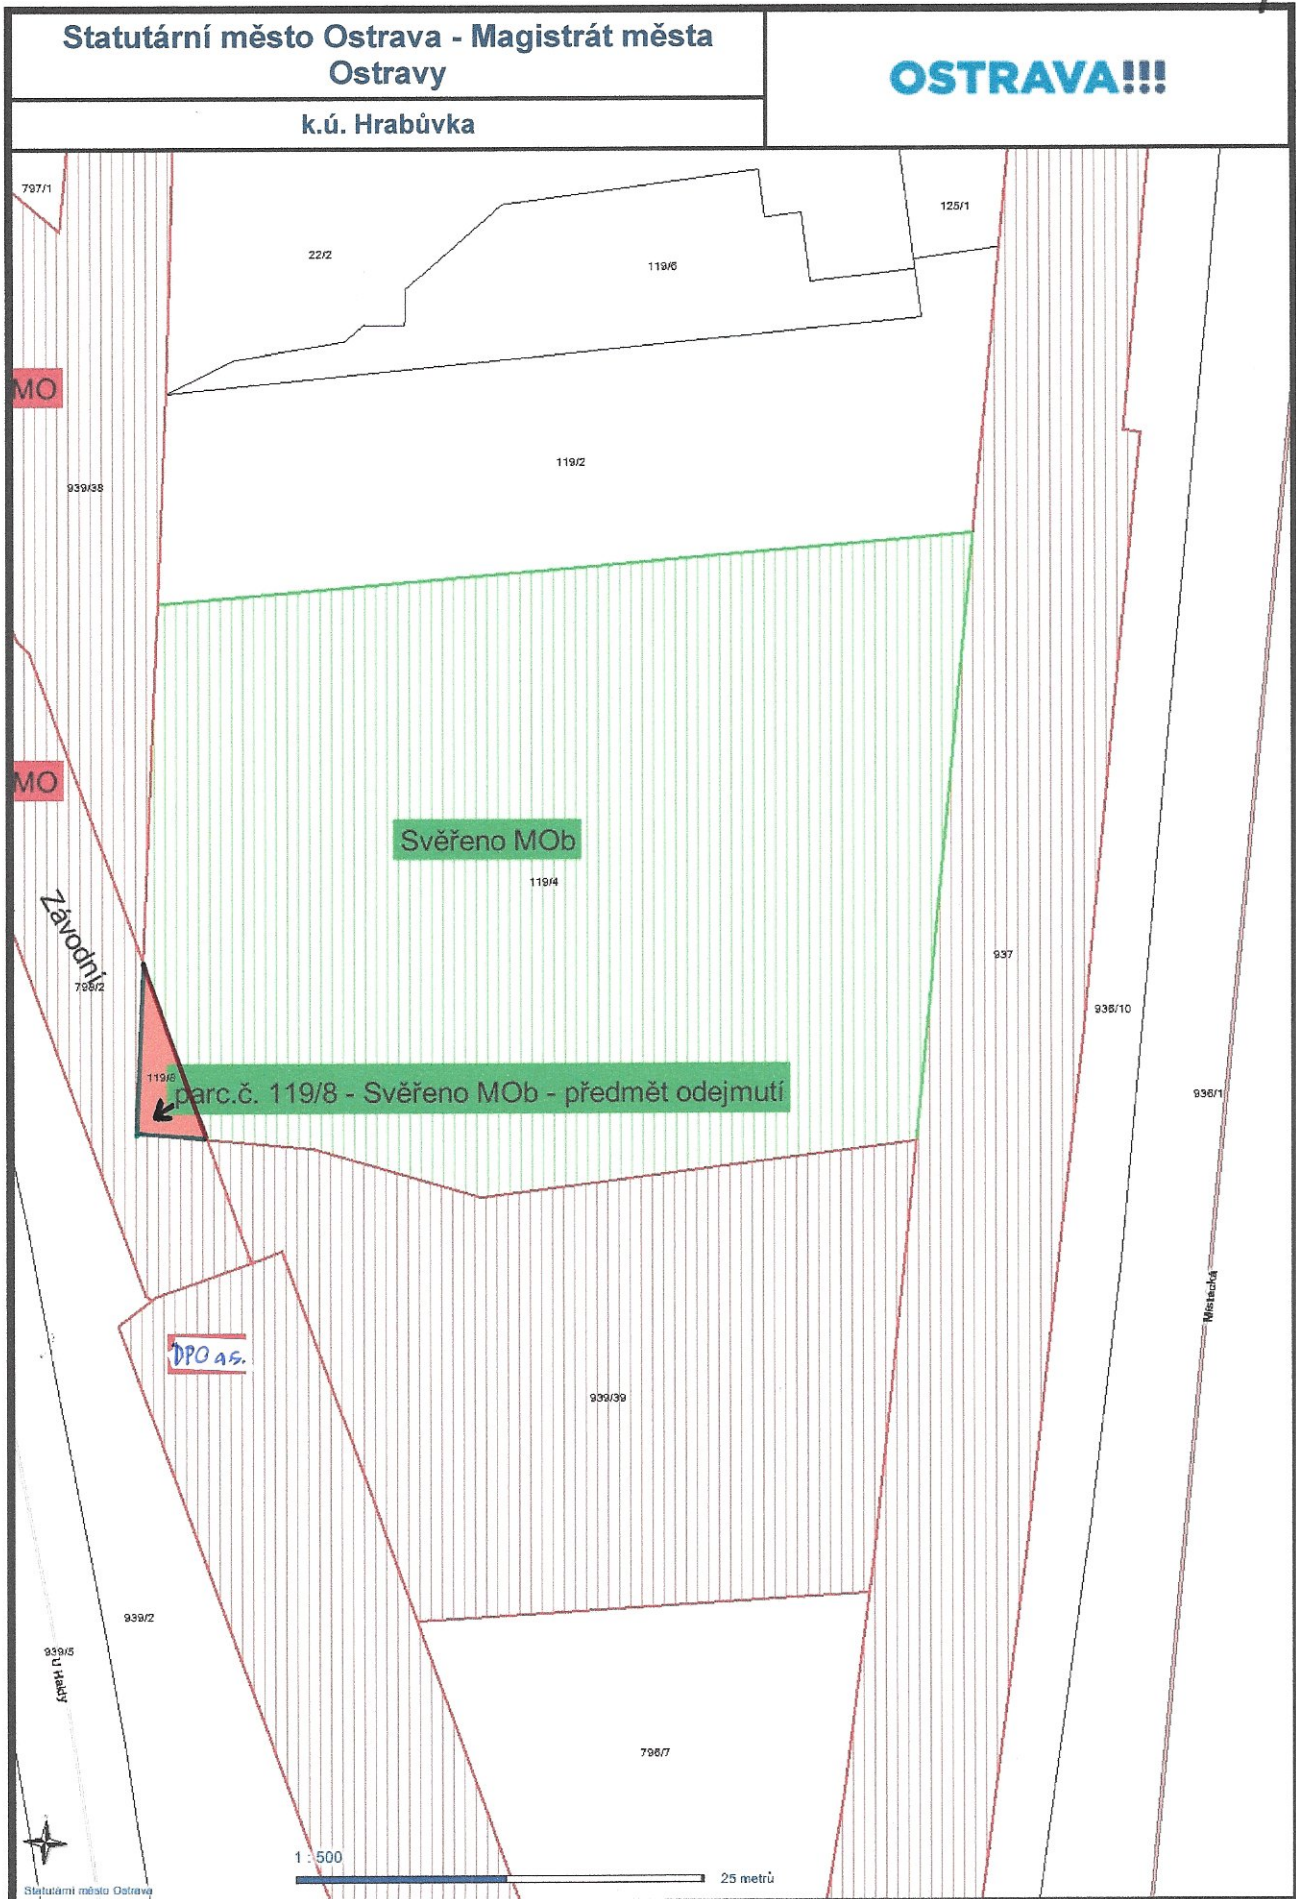 Statutární město Ostrava - Magistrát města
Ostravy
OSTRAVA!!!
k.ú. Hrabůvka
797/1
125/1
22/2
119/6
MO
119/2
939/38
MO
Svěřeno MOb
119/4
Závodní
937
798/2
936/10
119/8
parc.č. 119/8 - Svěřeno MOb - předmět odejmutí
936/1
Místecká
DPO a.s.
939/39
939/2
939/5
U Haldy
796/7
1 : 500
25 metrů
Statutární město Ostrava